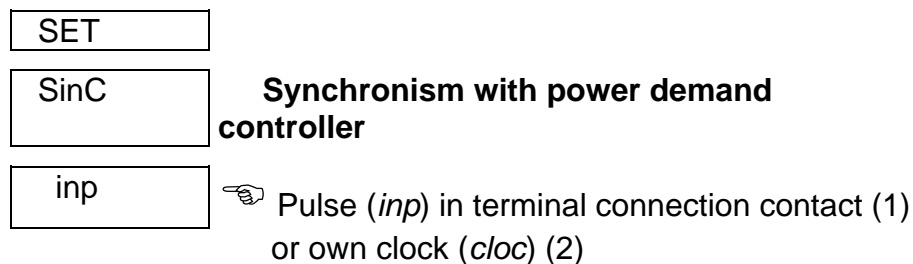 SET
SinC
Synchronism with power demand
controller
inp
Pulse (inp) in terminal connection contact (1)
or own clock (cloc) (2)